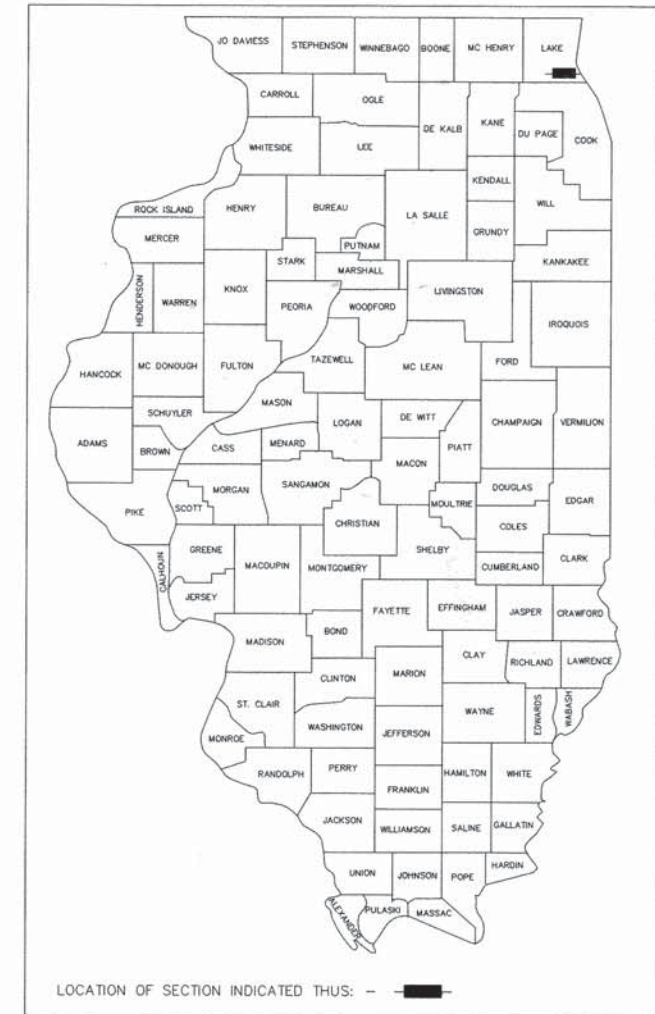 JO DAVIESS STEPHENSON WINNEBAGO BOONE MC HENRY LAKE
CARROLL OGLE DE KALB KANE DU PAGE COOK
WHITESIDE LEE
KENDALL WILL
ROCK ISLAND HENRY BUREAU LA SALLE GRUNDY
MERCER PUTNAM
STARK MARSHALL KANKAKEE
HENDERSON WARREN KNOX PEORIA WOODFORD LIVINGSTON IROQUOIS
HANCOCK MC DONOUGH FULTON TAZEWELL MC LEAN FORD
SCHUYLER MASON LOGAN DE WITT CHAMPAIGN VERMILION
ADAMS BROWN CASS MENARD MACON PIATT
PIKE SCOTT MORGAN SANGAMON CHRISTIAN MOULTRIE DOUGLAS EDGAR
COLES
CALHOUN GREENE MACOUPIN MONTGOMERY SHELBY CUMBERLAND CLARK
JERSEY FAYETTE EFFINGHAM JASPER CRAWFORD
MADISON BOND
CLAY RICHLAND LAWRENCE
CLINTON MARION
ST. CLAIR WAYNE EDWARDS WABASH
MONROE WASHINGTON JEFFERSON
RANDOLPH PERRY HAMILTON WHITE
FRANKLIN
JACKSON WILLIAMSON SALINE GALLATIN
UNION JOHNSON POPE HARDIN
ALEXANDER PULASKI MASSAC
LOCATION OF SECTION INDICATED THUS: -